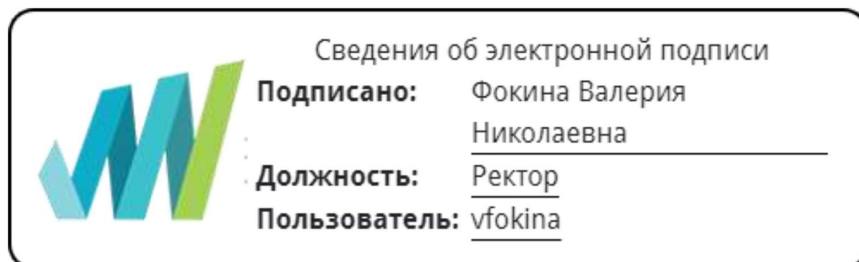 Сведения об электронной подписи
Подписано: Фокина Валерия
Николаевна
Должность: Ректор
Пользователь: vfokina